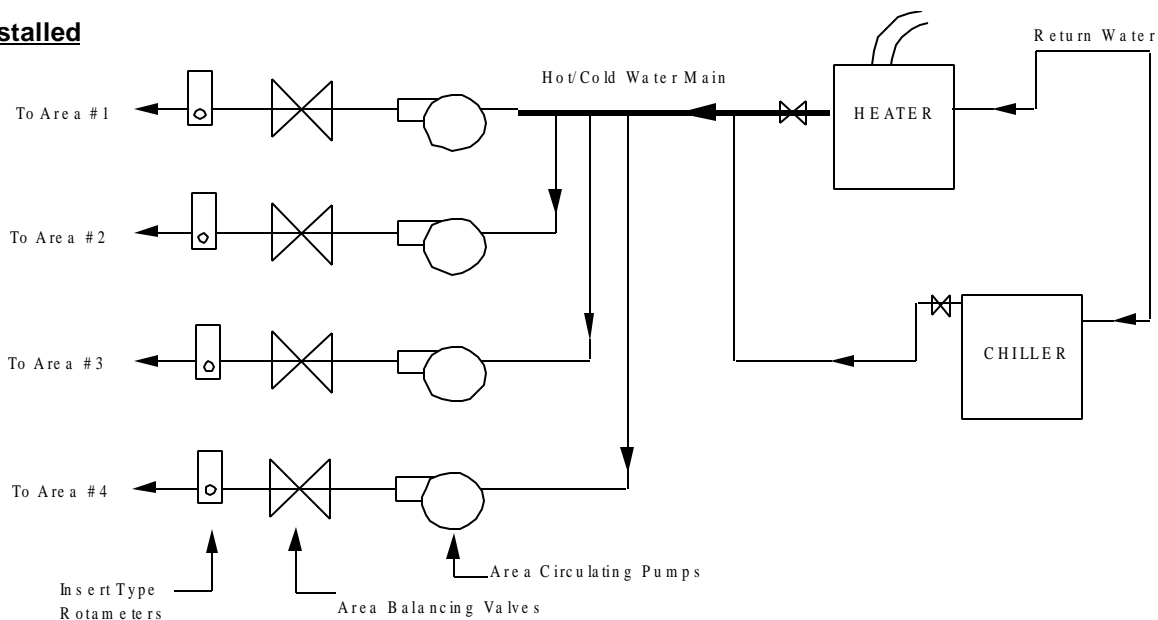 stalled
Return Water
Hot/Cold Water Main
To Area #1
HEATER
To Area #2
To Area #3
CHILLER
To Area #4
Area Circulating Pumps
Insert Type
Rotameters
Area Balancing Valves